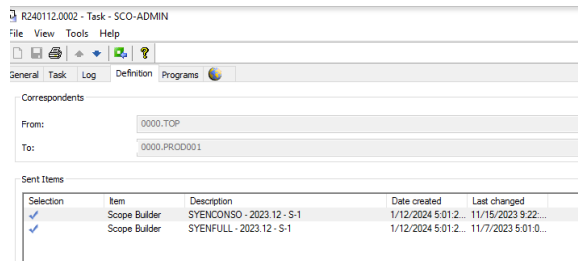 R240112.0002 - Task - SCO-ADMIN
File View Tools Help
General Task Log Definition Programs
Correspondents
From: 0000.TOP
To: 0000.PROD001
Sent Items
Selection Item Description Date created Last changed
Scope Builder SYENCONSO - 2023.12 - S-1 1/12/2024 5:01:2... 11/15/2023 9:22:...
Scope Builder SYENFULL - 2023.12 - S-1 1/12/2024 5:01:2... 11/7/2023 5:01:0...